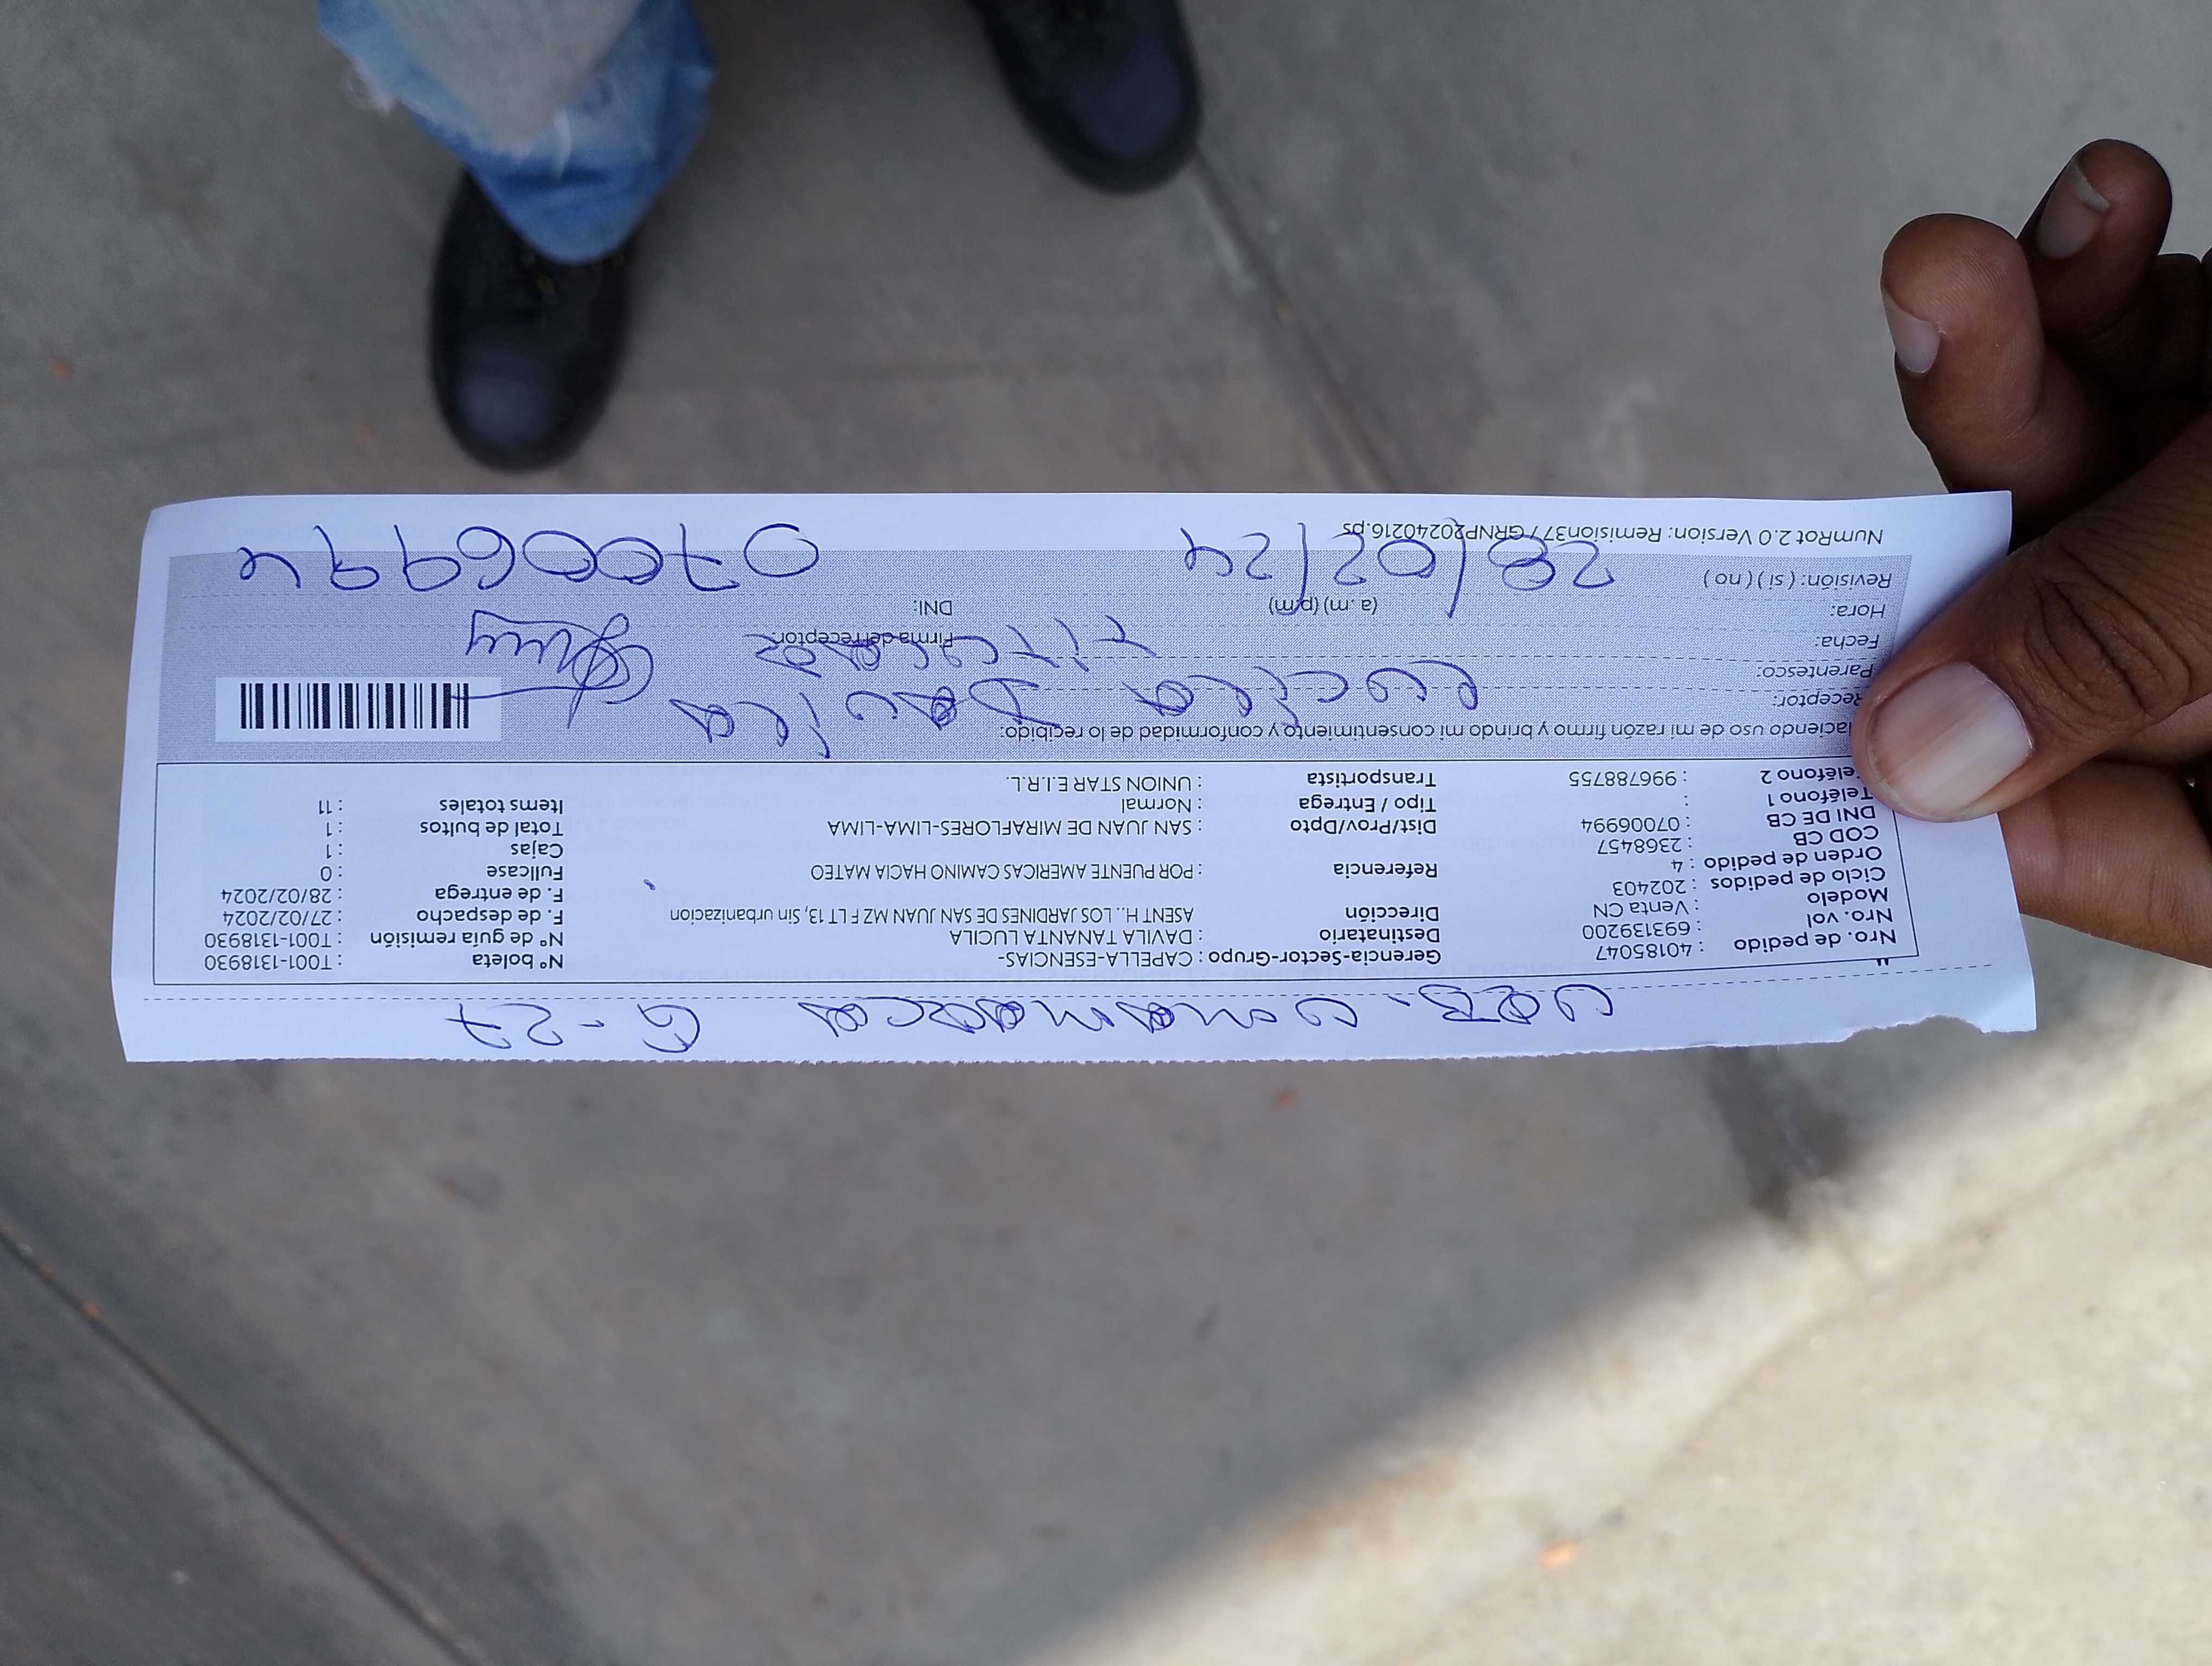 URB. UMAMARCA G-27
Nro. de pedido : 40185047 Gerencia-Sector-Grupo : CAPELLA-ESENCIAS- N° boleta : T001-1318930
Nro. vol : 693139200 Destinatario : DAVILA TANANTA LUCILA N° de guía remisión : T001-1318930
Modelo : Venta CN Dirección ASENT H.. LOS JARDINES DE SAN JUAN MZ F LT 13, Sin urbanizacion F. de despacho : 27/02/2024
Ciclo de pedidos : 202403 F. de entrega : 28/02/2024
Orden de pedido : 4 Referencia : POR PUENTE AMERICAS CAMINO HACIA MATEO Fullcase : 0
COD CB : 2368457 Cajas : 1
DNI DE CB : 07006994 Dist/Prov/Dpto : SAN JUAN DE MIRAFLORES-LIMA-LIMA Total de bultos : 1
Teléfono 1 : Tipo / Entrega : Normal Items totales : 11
Teléfono 2 : 996788755 Transportista : UNION STAR E.I.R.L.
Haciendo uso de mi razón firmo y brindo mi consentimiento y conformidad de lo recibido:
Receptor: LUCILA DAVILA
Parentesco: TITULAR
Fecha: Firma del receptor:
Hora: (a. m) (p.m) DNI:
Revisión: ( si ) ( no ) 28/02/24 07006994
NumRot 2.0 Version: Remision377GRNP20240216.ps